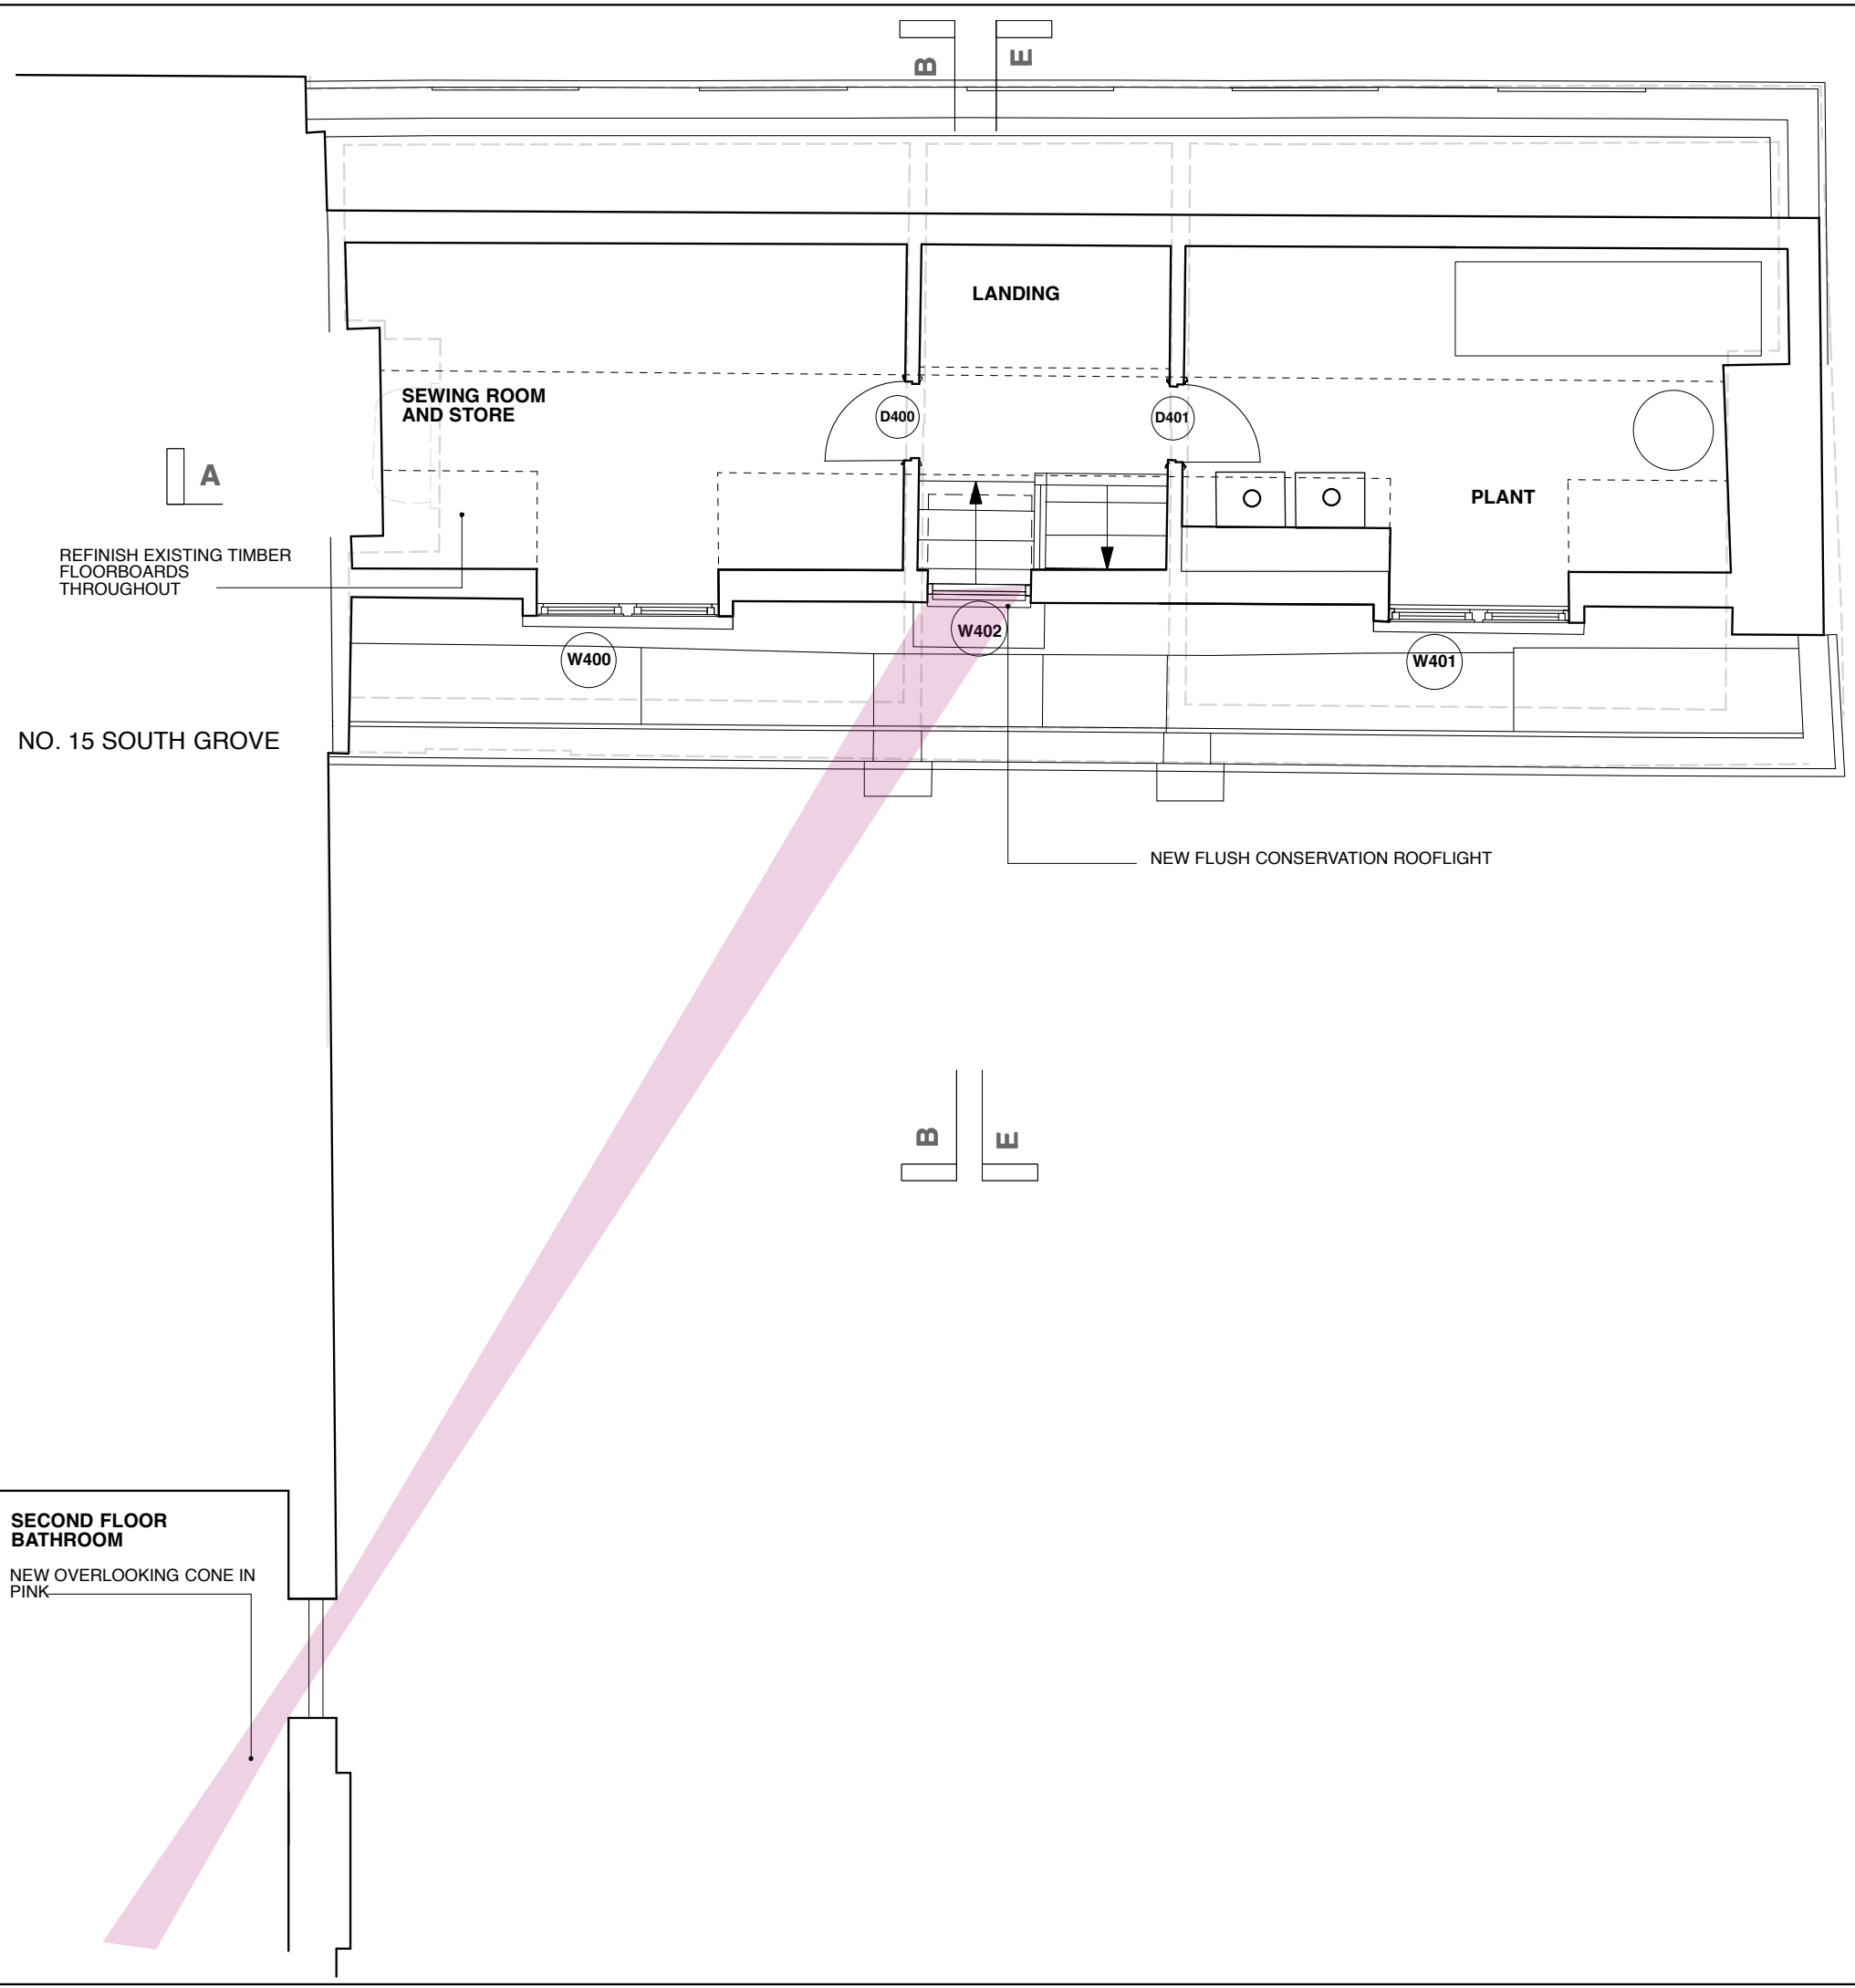 B
E
LANDING
SEWING ROOM
AND STORE
D400
D401
A
PLANT
REFINISH EXISTING TIMBER
FLOORBOARDS
THROUGHOUT
W402
W400
W401
NO. 15 SOUTH GROVE
NEW FLUSH CONSERVATION ROOFLIGHT
B
E
SECOND FLOOR
BATHROOM
NEW OVERLOOKING CONE IN
PINK